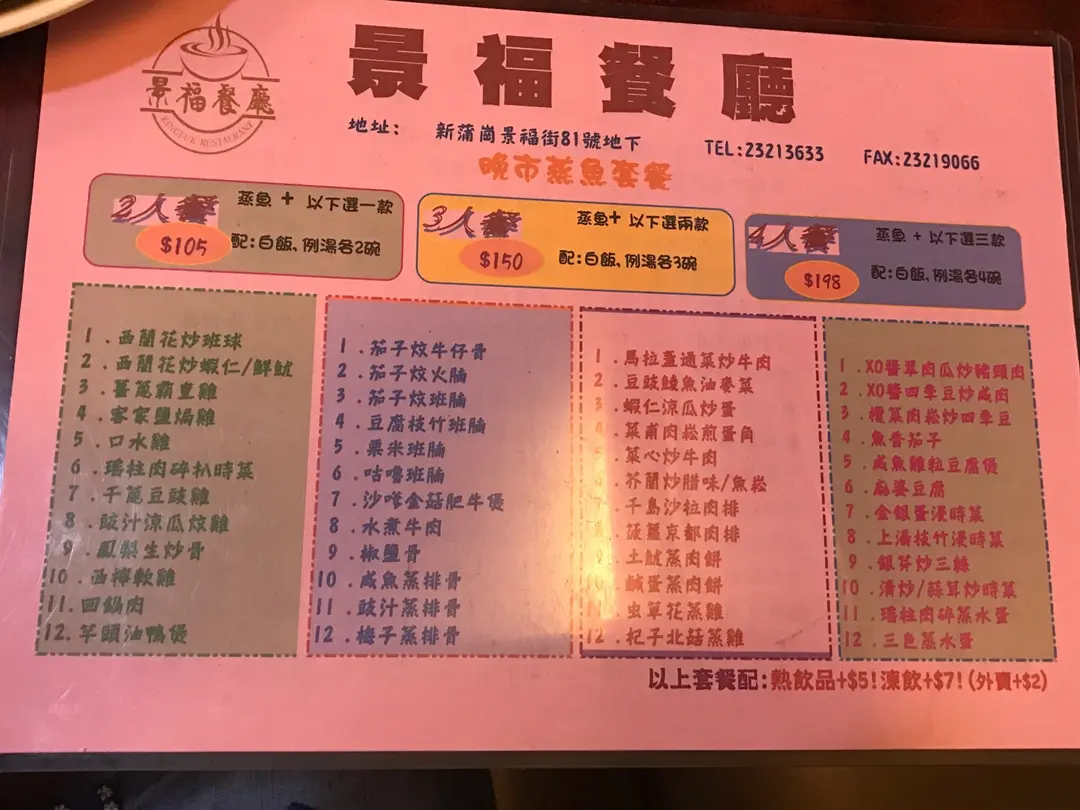 景福餐廳
KINGFUK RESTAURANT
景福餐廳
地址： 新蒲崗景福街81號地下 TEL:23213633 FAX:23219066
晚市蒸魚套餐
2人餐 蒸魚 + 以下選一款
$105 配:白飯、例湯各2碗
3人餐 蒸魚+ 以下選兩款
$150 配:白飯、例湯各3碗
4人餐 蒸魚 + 以下選三款
$198 配:白飯、例湯各4碗
1 .西蘭花炒班球
2 .西蘭花炒蝦仁/鮮魷
3 .薑蔥霸皇雞
4 .客家鹽焗雞
5 .口水雞
6 .瑤柱肉碎扒時菜
7 .干蔥豆豉雞
8 .豉汁涼瓜炆雞
9 .鳳梨生炒骨
10 .西檸軟雞
11.回鍋肉
12.芋頭油鴨煲
1 .茄子炆牛仔骨
2 .茄子炆火腩
3 .茄子炆班腩
4 .豆腐枝竹班腩
5 .粟米班腩
6 .咕嚕班腩
7 .沙嗲金菇肥牛煲
8 .水煮牛肉
9 .椒鹽骨
10 .咸魚蒸排骨
11 .豉汁蒸排骨
12 .梅子蒸排骨
1 .馬拉盞通菜炒牛肉
2 .豆豉鯪魚油麥菜
3 .蝦仁涼瓜炒蛋
4 .菜甫肉崧煎蛋角
5 .菜心炒牛肉
6 .芥蘭炒腊味/魚崧
7 .千島沙拉肉排
8 .菠蘿京都肉排
9 .土魷蒸肉餅
10 .鹹蛋蒸肉餅
11 .虫草花蒸雞
12 .杞子北菇蒸雞
1 .XO醬翠肉瓜炒豬頸肉
2 .XO醬四季豆炒咸肉
3 .欖菜肉崧炒四季豆
4 .魚香茄子
5 .咸魚雞粒豆腐煲
6 .麻婆豆腐
7 .金銀蛋浸時菜
8 .上湯枝竹浸時菜
9 .銀芽炒三絲
10 .清炒/蒜茸炒時菜
11 .瑤柱肉碎蒸水蛋
12 .三色蒸水蛋
以上套餐配:熱飲品+$5!凍飲+$7!(外賣+$2)